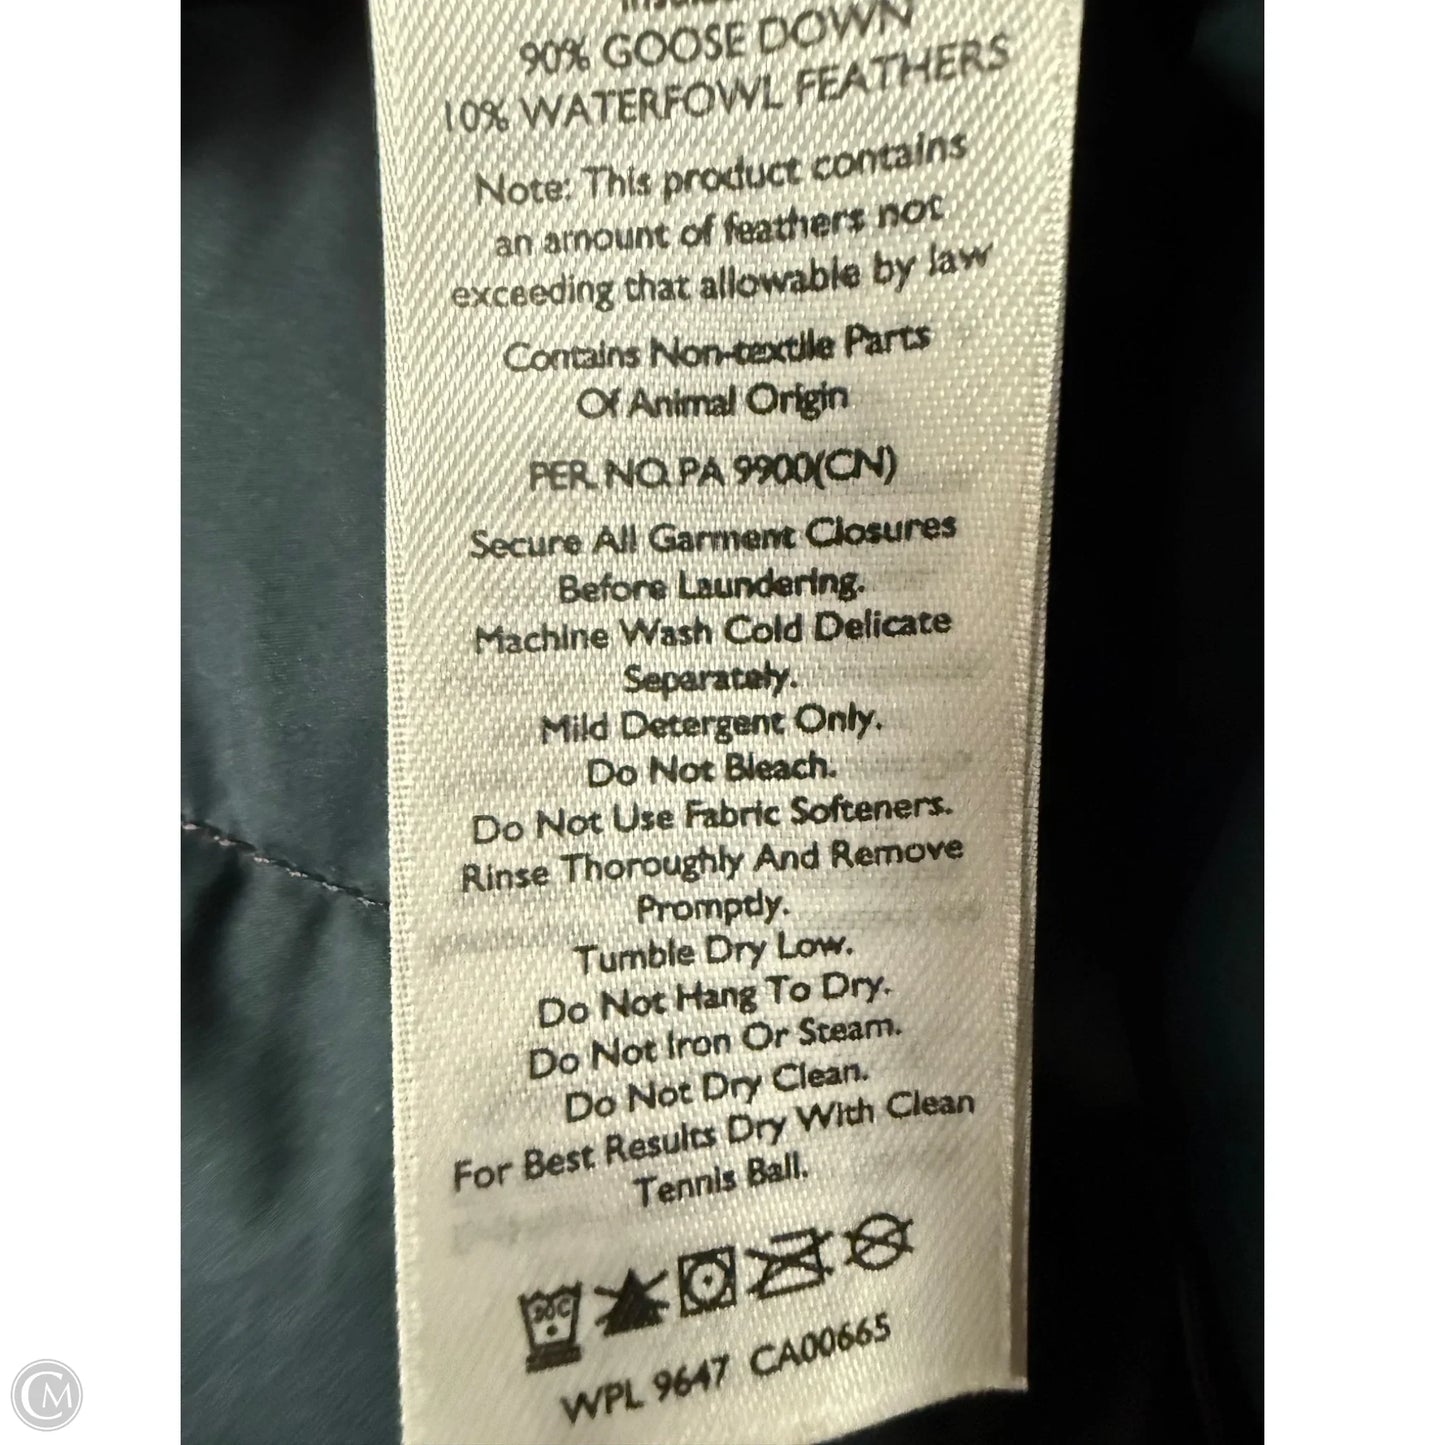 90% GOOSE DOWN
10% WATERFOWL FEATHERS
Note: This product contains
an amount of feathers not
exceeding that allowable by law
Contains Non-textile Parts
Of Animal Origin
PER. NO. PA 9900(CN)
Secure All Garment Closures
Before Laundering.
Machine Wash Cold Delicate
Separately.
Mild Detergent Only.
Do Not Bleach.
Do Not Use Fabric Softeners.
Rinse Thoroughly And Remove
Promptly.
Tumble Dry Low.
Do Not Hang To Dry.
Do Not Iron Or Steam.
Do Not Dry Clean.
For Best Results Dry With Clean
Tennis Ball.
30C
WPL 9647 CA00665
CM